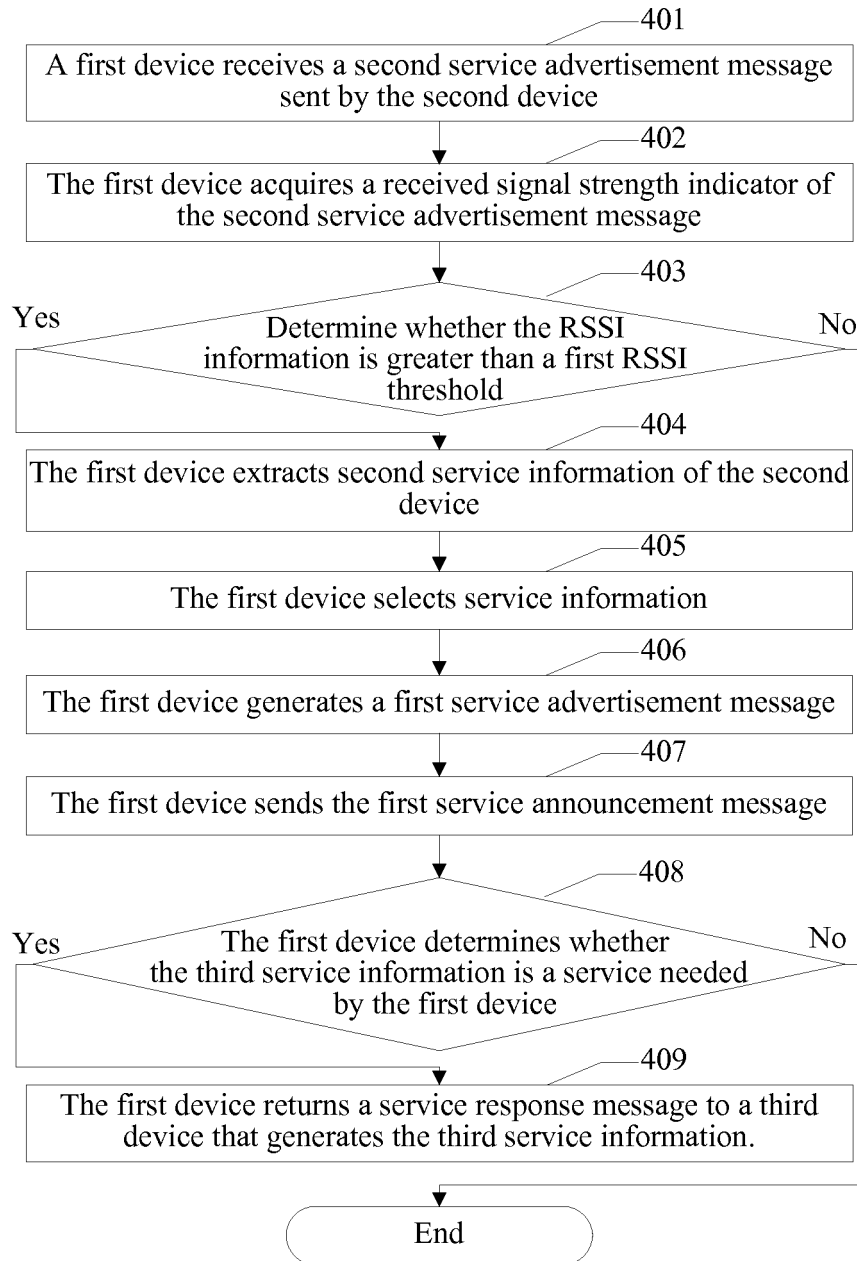 401
A first device receives a second service advertisement message
sent by the second device
402
The first device acquires a received signal strength indicator of
the second service advertisement message
403
Yes
No
Determine whether the RSSI
information is greater than a first RSSI
threshold
404
The first device extracts second service information of the second
device
405
The first device selects service information
406
The first device generates a first service advertisement message
407
The first device sends the first service announcement message
408
Yes
No
The first device determines whether
the third service information is a service needed
by the first device
409
The first device returns a service response message to a third
device that generates the third service information.
End